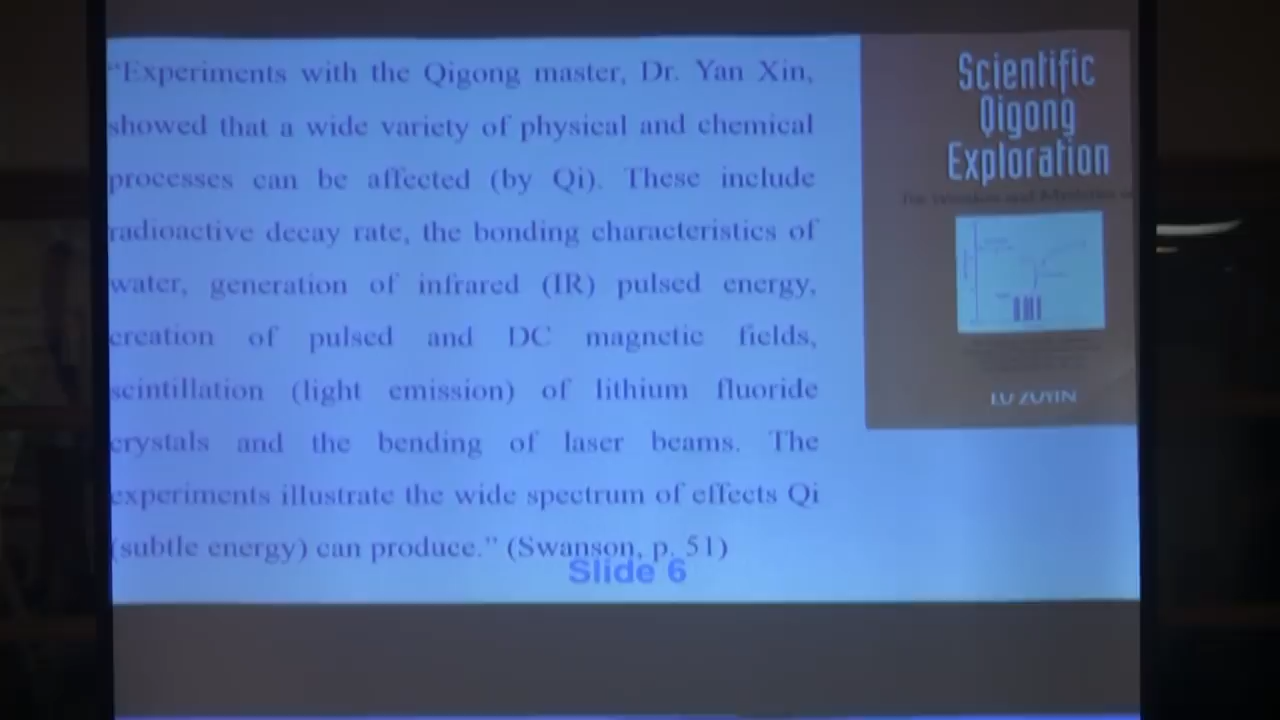 "Experiments with the Qigong master, Dr. Yan Xin,
showed that a wide variety of physical and chemical
processes can be affected (by Qi). These include
radioactive decay rate, the bonding characteristics of
water, generation of infrared (IR) pulsed energy,
creation of pulsed and DC magnetic fields,
scintillation (light emission) of lithium fluoride
crystals and the bending of laser beams. The
experiments illustrate the wide spectrum of effects Qi
(subtle energy) can produce." (Swanson, p. 51)
Slide 6
Scientific
Qigong
Exploration
The Wonders and Mysteries
LU ZUYIN